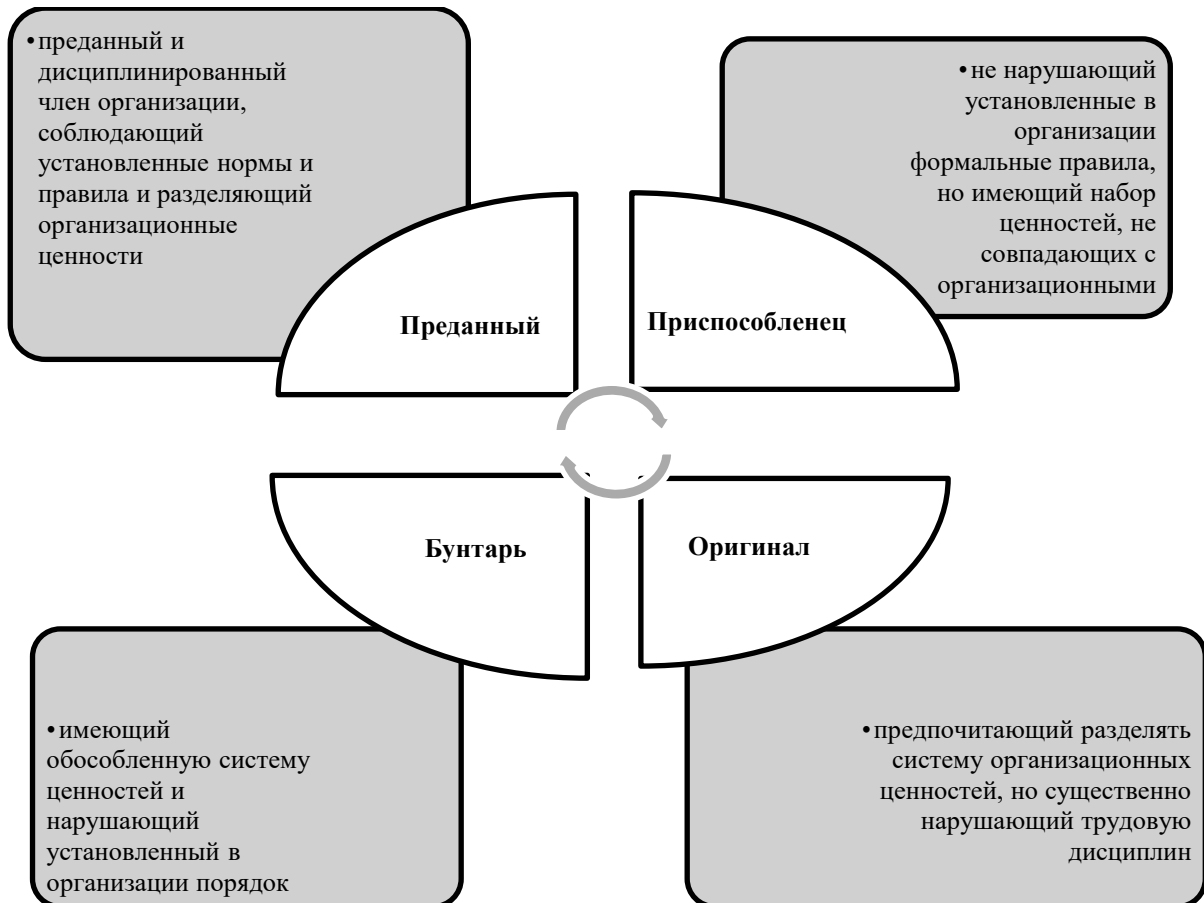 •преданный и
дисциплинированный
член организации,
соблюдающий
установленные нормы и
правила и разделяющий
организационные
ценности
•не нарушающий
установленные в
организации
формальные правила,
но имеющий набор
ценностей, не
совпадающих с
организационными
Преданный
Приспособленец
Бунтарь
Оригинал
•имеющий
обособленную систему
ценностей и
нарушающий
установленный в
организации порядок
•предпочитающий разделять
систему организационных
ценностей, но существенно
нарушающий трудовую
дисциплин